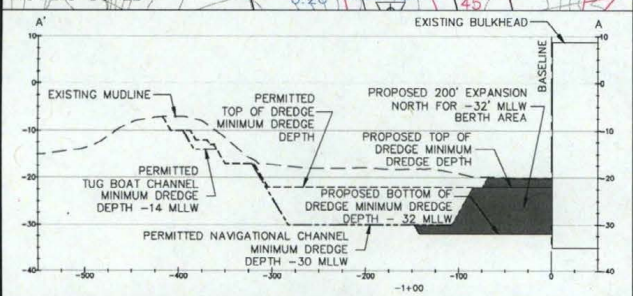 0.20
45
A'
EXISTING BULKHEAD
A
10
10
BASELINE
EXISTING MUDLINE
PERMITTED
TOP OF DREDGE
MINIMUM DREDGE
DEPTH
PROPOSED 200' EXPANSION
NORTH FOR -32' MLLW
BERTH AREA
0
0
PROPOSED TOP OF
DREDGE MINIMUM
DREDGE DEPTH
-10
-10
PERMITTED
TUG BOAT CHANNEL
MINIMUM DREDGE
DEPTH -14 MLLW
-20
-20
PROPOSED BOTTOM OF
DREDGE MINIMUM DREDGE
DEPTH - 32 MLLW
-30
-30
PERMITTED NAVIGATIONAL CHANNEL
MINIMUM DREDGE
DEPTH -30 MLLW
-40
-40
-500 -400 -300 -200 -100 0
-1+00